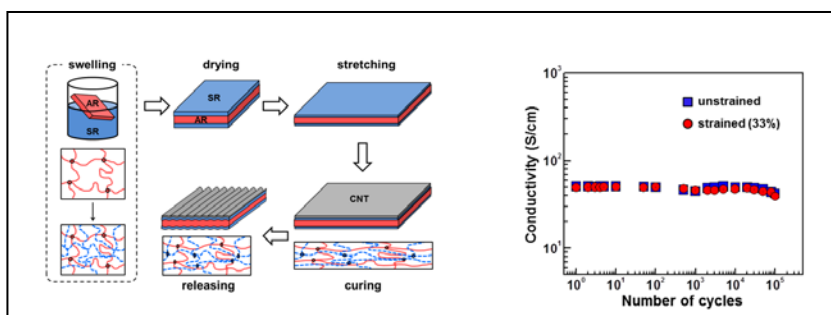 swelling
drying
stretching
AR
SR
SR
AR
CNT
releasing
curing
10³
10²
10¹
Conductivity (S/cm)
unstrained
strained (33%)
10⁰ 10¹ 10² 10³ 10⁴ 10⁵
Number of cycles